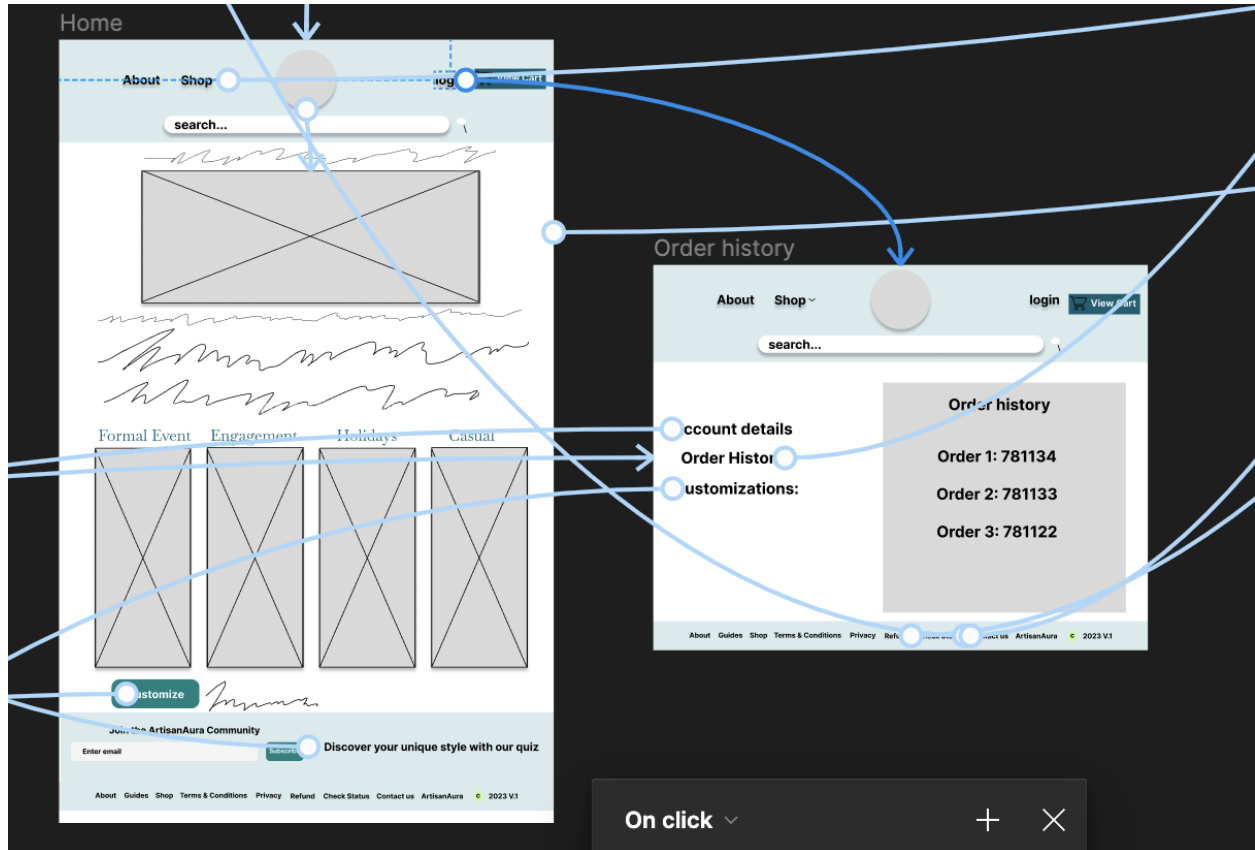 Home
About Shop
View Cart
search...
Formal Event Engagement Holidays Casual
Join the ArtisanAura Community
Enter email
Subscribe
Discover your unique style with our quiz
About Guides Shop Terms & Conditions Privacy Refund Check Status Contact us ArtisanAura c 2023 V.1
Order history
About Shop
login
View Cart
search...
ccount details
Order Histor
ustomizations:
Order history
Order 1: 781134
Order 2: 781133
Order 3: 781122
About Guides Shop Terms & Conditions Privacy
ArtisanAura c 2023 V.1
ustomize
On click